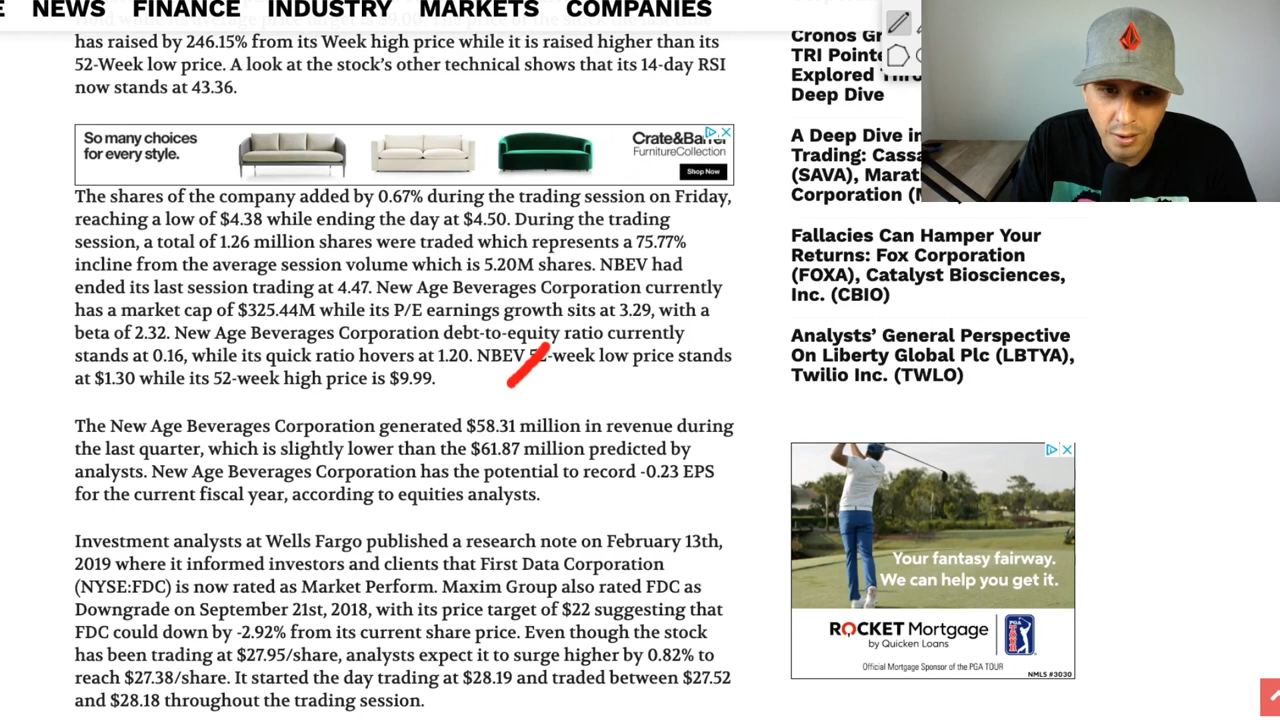 NEWS FINANCE INDUSTRY MARKETS COMPANIES
has raised by 246.15% from its Week high price while it is raised higher than its
52-Week low price. A look at the stock's other technical shows that its 14-day RSI
now stands at 43.36.
So many choices
for every style.
Crate&Barrel
FurnitureCollection
Shop Now
The shares of the company added by 0.67% during the trading session on Friday,
reaching a low of $4.38 while ending the day at $4.50. During the trading
session, a total of 1.26 million shares were traded which represents a 75.77%
incline from the average session volume which is 5.20M shares. NBEV had
ended its last session trading at 4.47. New Age Beverages Corporation currently
has a market cap of $325.44M while its P/E earnings growth sits at 3.29, with a
beta of 2.32. New Age Beverages Corporation debt-to-equity ratio currently
stands at 0.16, while its quick ratio hovers at 1.20. NBEV 52-week low price stands
at $1.30 while its 52-week high price is $9.99.
The New Age Beverages Corporation generated $58.31 million in revenue during
the last quarter, which is slightly lower than the $61.87 million predicted by
analysts. New Age Beverages Corporation has the potential to record -0.23 EPS
for the current fiscal year, according to equities analysts.
Investment analysts at Wells Fargo published a research note on February 13th,
2019 where it informed investors and clients that First Data Corporation
(NYSE:FDC) is now rated as Market Perform. Maxim Group also rated FDC as
Downgrade on September 21st, 2018, with its price target of $22 suggesting that
FDC could down by -2.92% from its current share price. Even though the stock
has been trading at $27.95/share, analysts expect it to surge higher by 0.82% to
reach $27.38/share. It started the day trading at $28.19 and traded between $27.52
and $28.18 throughout the trading session.
Cronos Gr
TRI Pointe
Explored
Deep Dive
A Deep Dive in
Trading: Cassa
(SAVA), Marat
Corporation (M
Fallacies Can Hamper Your
Returns: Fox Corporation
(FOXA), Catalyst Biosciences,
Inc. (CBIO)
Analysts' General Perspective
On Liberty Global Plc (LBTYA),
Twilio Inc. (TWLO)
Your fantasy fairway.
We can help you get it.
ROCKET Mortgage
by Quicken Loans
PGA TOUR
Official Mortgage Sponsor of the PGA TOUR
NMLS #3030